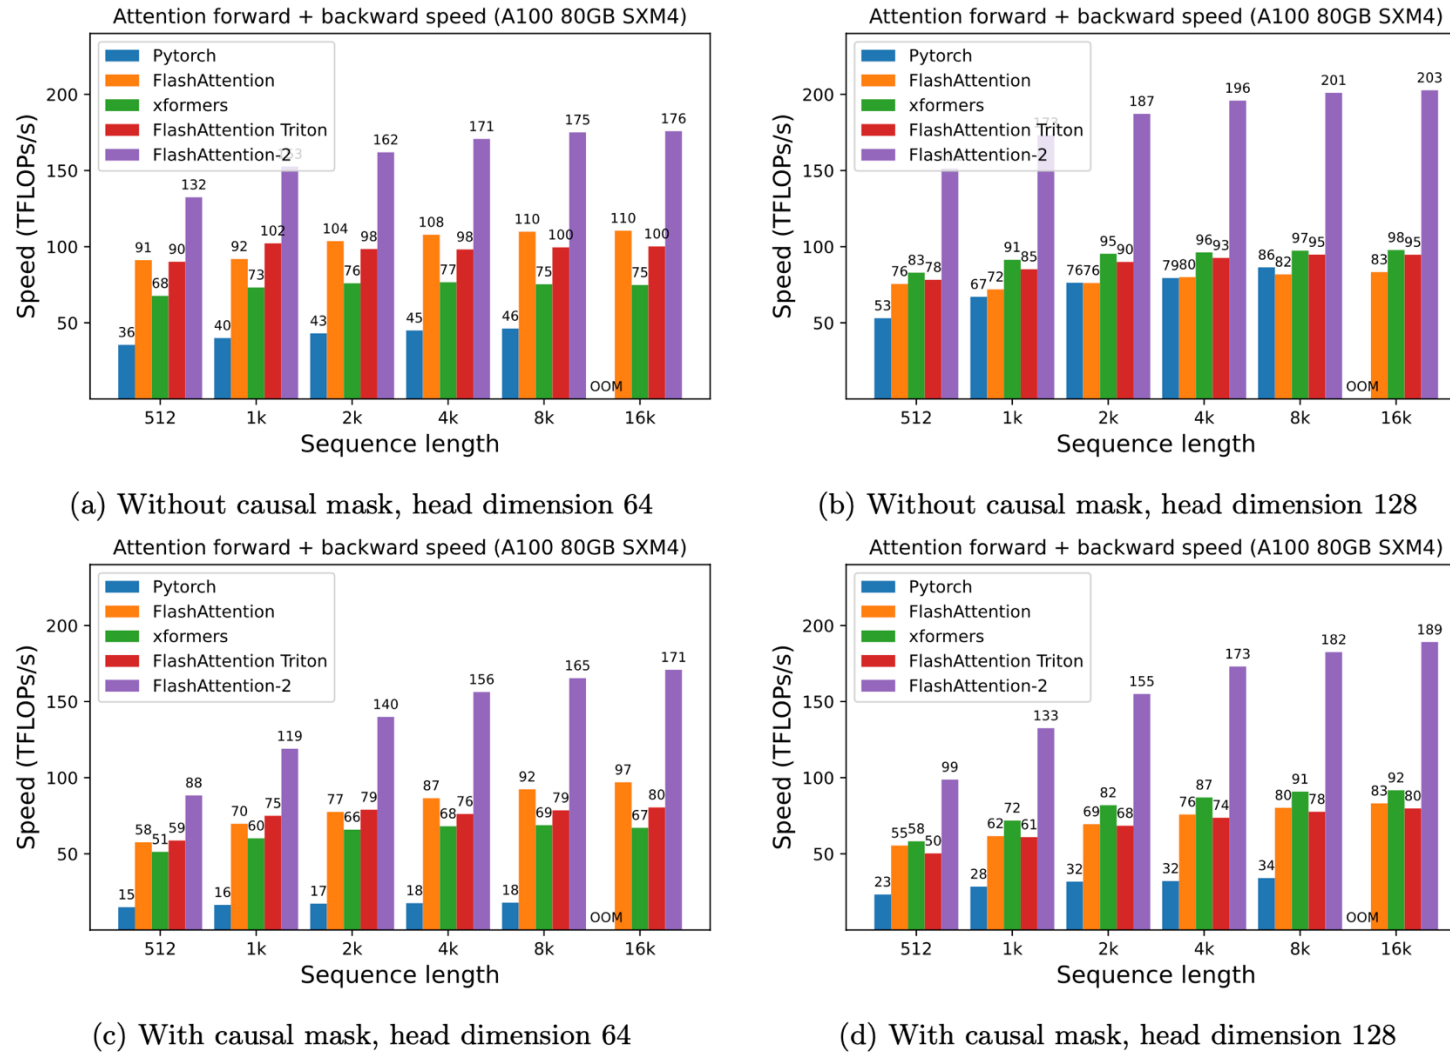 Attention forward + backward speed (A100 80GB SXM4)
Pytorch
FlashAttention
xformers
FlashAttention Triton
FlashAttention-2
Speed (TFLOPs/s)
200
150
100
50
36 91 68 90 132
40 92 73 102 153
43 104 76 98 162
45 108 77 98 171
46 110 75 100 175
OOM 110 75 100 176
512 1k 2k 4k 8k 16k
Sequence length
(a) Without causal mask, head dimension 64
Attention forward + backward speed (A100 80GB SXM4)
Pytorch
FlashAttention
xformers
FlashAttention Triton
FlashAttention-2
Speed (TFLOPs/s)
200
150
100
50
53 76 83 78
67 72 91 85 173
76 76 95 90 187
79 80 96 93 196
86 82 97 95 201
OOM 83 98 95 203
512 1k 2k 4k 8k 16k
Sequence length
(b) Without causal mask, head dimension 128
Attention forward + backward speed (A100 80GB SXM4)
Pytorch
FlashAttention
xformers
FlashAttention Triton
FlashAttention-2
Speed (TFLOPs/s)
200
150
100
50
15 58 51 59 88
16 70 60 75 119
17 77 66 79 140
18 87 68 76 156
18 92 69 79 165
OOM 97 67 80 171
512 1k 2k 4k 8k 16k
Sequence length
(c) With causal mask, head dimension 64
Attention forward + backward speed (A100 80GB SXM4)
Pytorch
FlashAttention
xformers
FlashAttention Triton
FlashAttention-2
Speed (TFLOPs/s)
200
150
100
50
23 55 58 50 99
28 62 72 61 133
32 69 82 68 155
32 76 87 74 173
34 80 91 78 182
OOM 83 92 80 189
512 1k 2k 4k 8k 16k
Sequence length
(d) With causal mask, head dimension 128